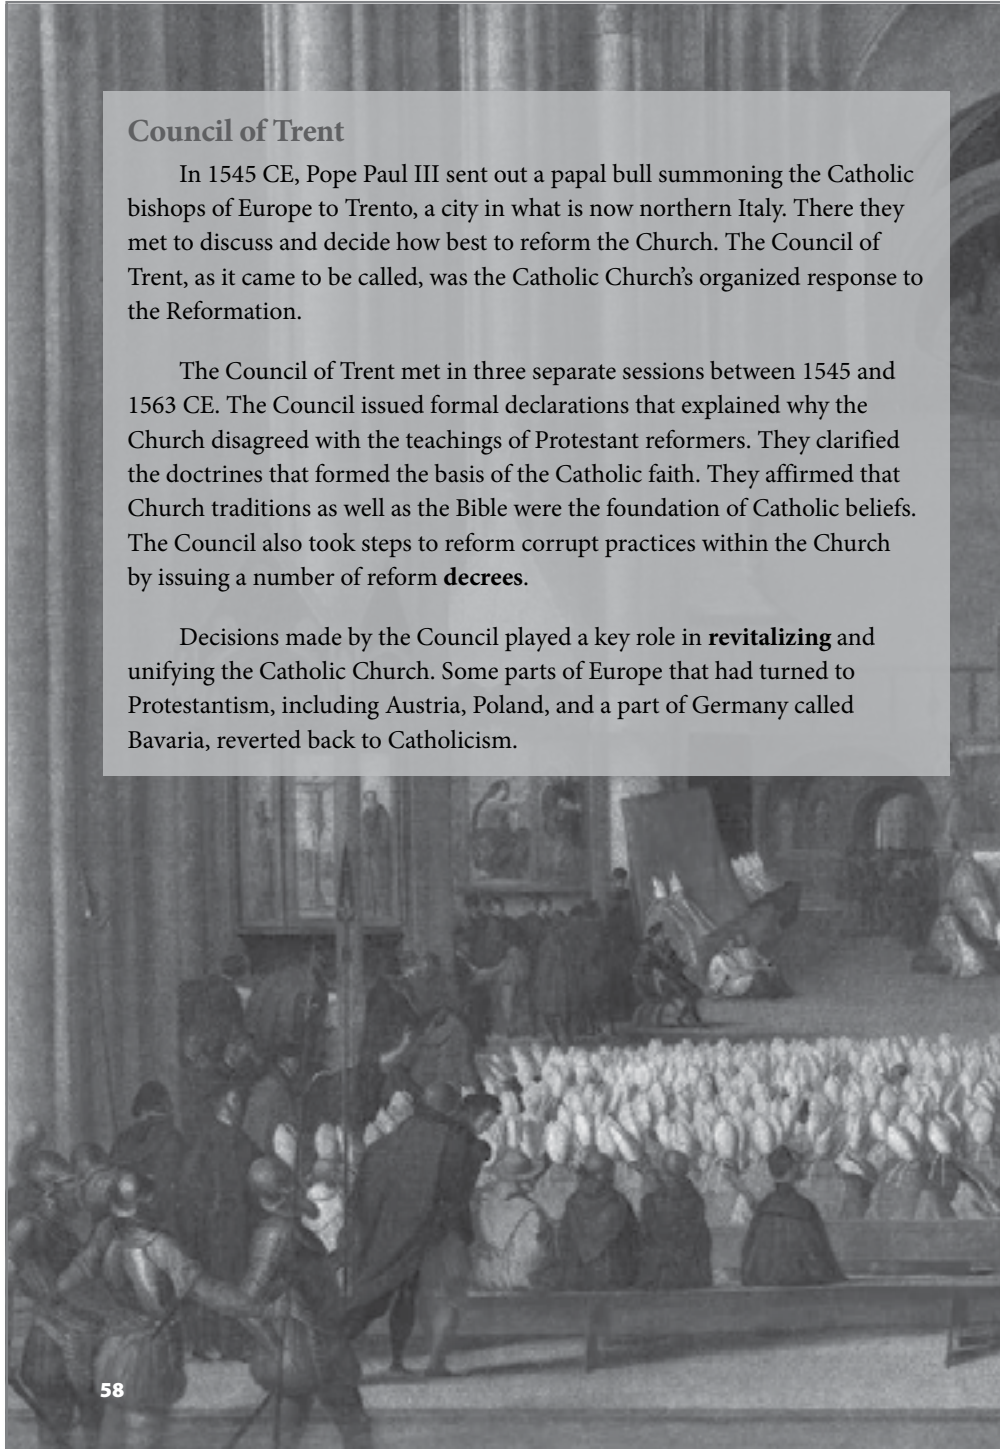 Council of Trent
In 1545 CE, Pope Paul III sent out a papal bull summoning the Catholic
bishops of Europe to Trento, a city in what is now northern Italy. There they
met to discuss and decide how best to reform the Church. The Council of
Trent, as it came to be called, was the Catholic Church’s organized response to
the Reformation.
The Council of Trent met in three separate sessions between 1545 and
1563 CE. The Council issued formal declarations that explained why the
Church disagreed with the teachings of Protestant reformers. They clarified
the doctrines that formed the basis of the Catholic faith. They affirmed that
Church traditions as well as the Bible were the foundation of Catholic beliefs.
The Council also took steps to reform corrupt practices within the Church
by issuing a number of reform decrees.
Decisions made by the Council played a key role in revitalizing and
unifying the Catholic Church. Some parts of Europe that had turned to
Protestantism, including Austria, Poland, and a part of Germany called
Bavaria, reverted back to Catholicism.
58